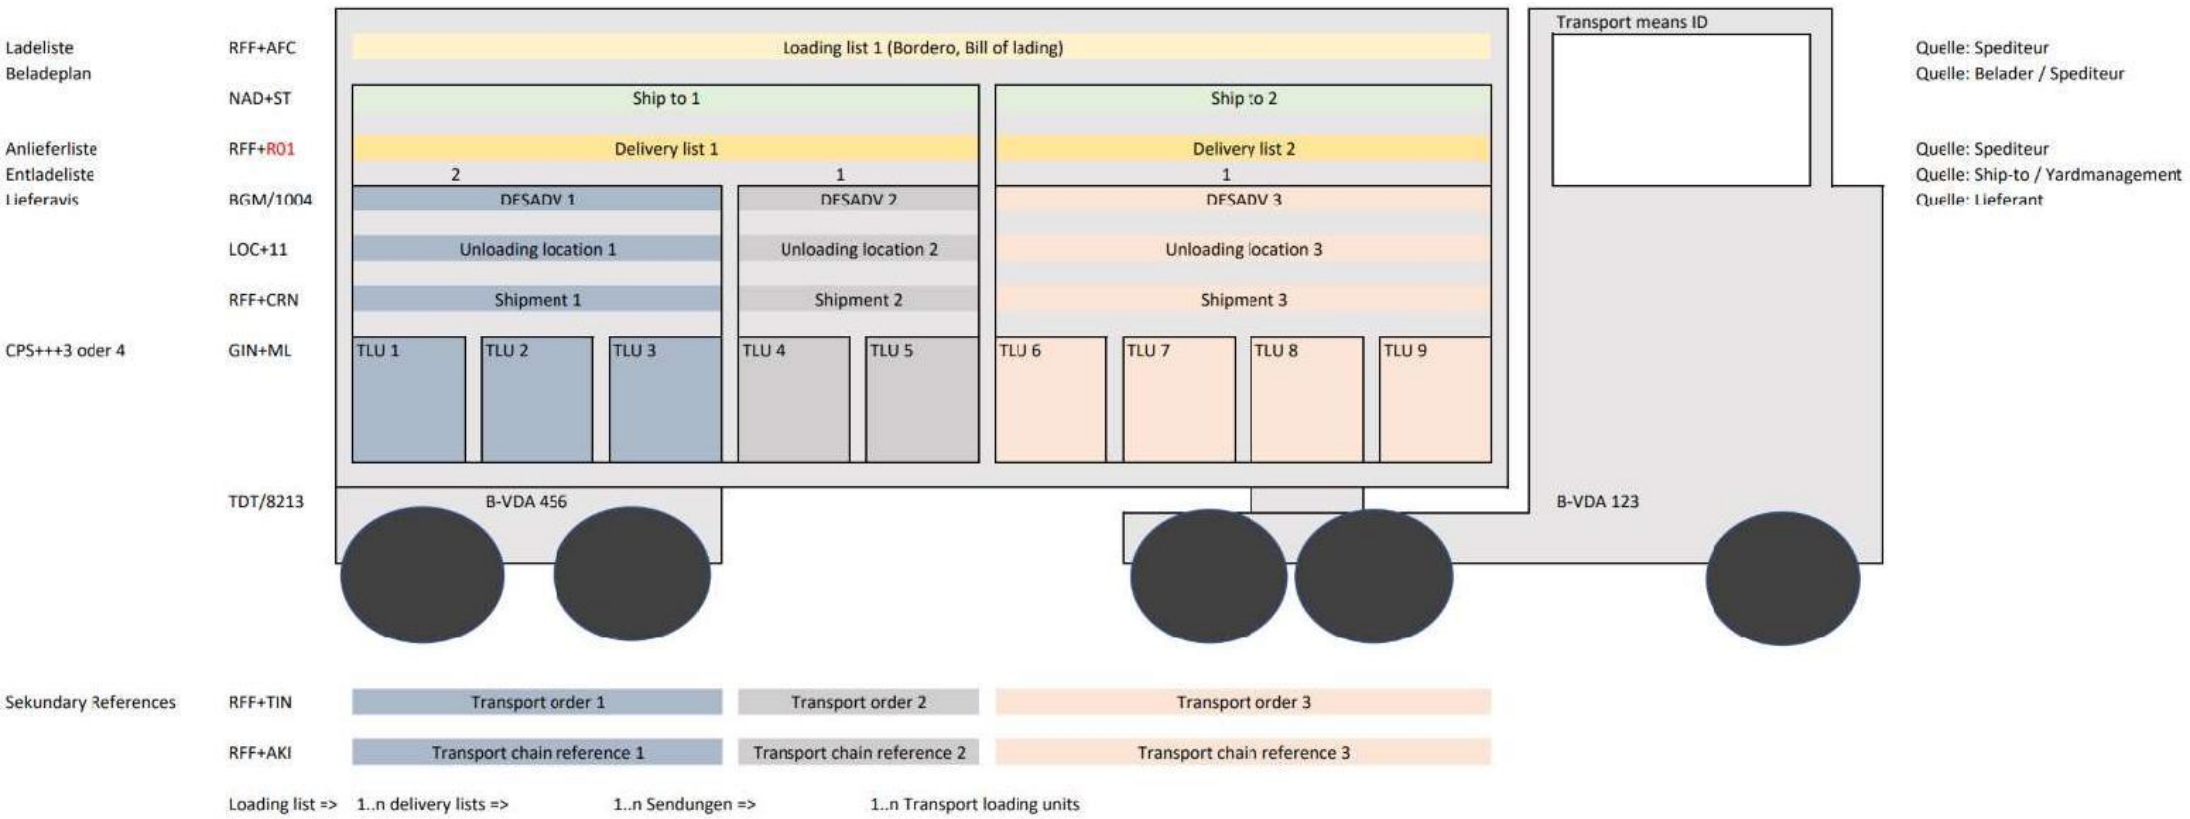 Transport means ID
Ladeliste RFF+AFC Loading list 1 (Bordero, Bill of lading) Quelle: Spediteur
Beladeplan Quelle: Belader / Spediteur
NAD+ST Ship to 1 Ship to 2
Anlieferliste RFF+R01 Delivery list 1 Delivery list 2 Quelle: Spediteur
Entladeliste 2 1 1 Quelle: Ship-to / Yardmanagement
Lieferavis BGM/1004 DESADV 1 DESADV 2 DESADV 3 Quelle: Lieferant
LOC+11 Unloading location 1 Unloading location 2 Unloading location 3
RFF+CRN Shipment 1 Shipment 2 Shipment 3
CPS+++3 oder 4 GIN+ML TLU 1 TLU 2 TLU 3 TLU 4 TLU 5 TLU 6 TLU 7 TLU 8 TLU 9
TDT/8213 B-VDA 456 B-VDA 123
Sekundary References RFF+TIN Transport order 1 Transport order 2 Transport order 3
RFF+AKI Transport chain reference 1 Transport chain reference 2 Transport chain reference 3
Loading list => 1..n delivery lists => 1..n Sendungen => 1..n Transport loading units